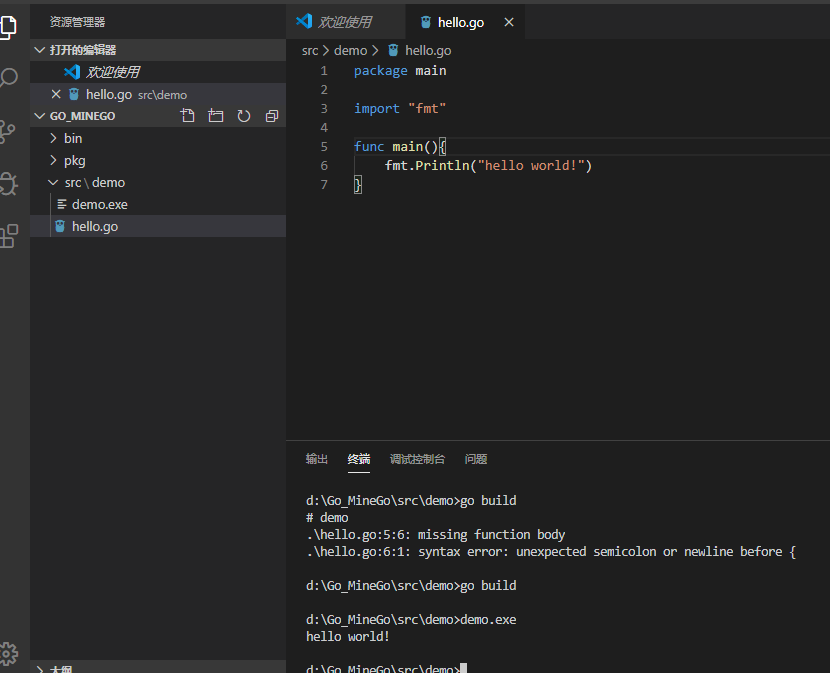 资源管理器
打开的编辑器
欢迎使用
hello.go src\demo
GO_MINEGO
bin
pkg
src \ demo
demo.exe
hello.go
大纲
欢迎使用
hello.go
src > demo > hello.go
1 package main
2
3 import "fmt"
4
5 func main(){
6 fmt.Println("hello world!")
7 }
输出 终端 调试控制台 问题
d:\Go_MineGo\src\demo>go build
# demo
.\hello.go:5:6: missing function body
.\hello.go:6:1: syntax error: unexpected semicolon or newline before {
d:\Go_MineGo\src\demo>go build
d:\Go_MineGo\src\demo>demo.exe
hello world!
d:\Go_MineGo\src\demo>